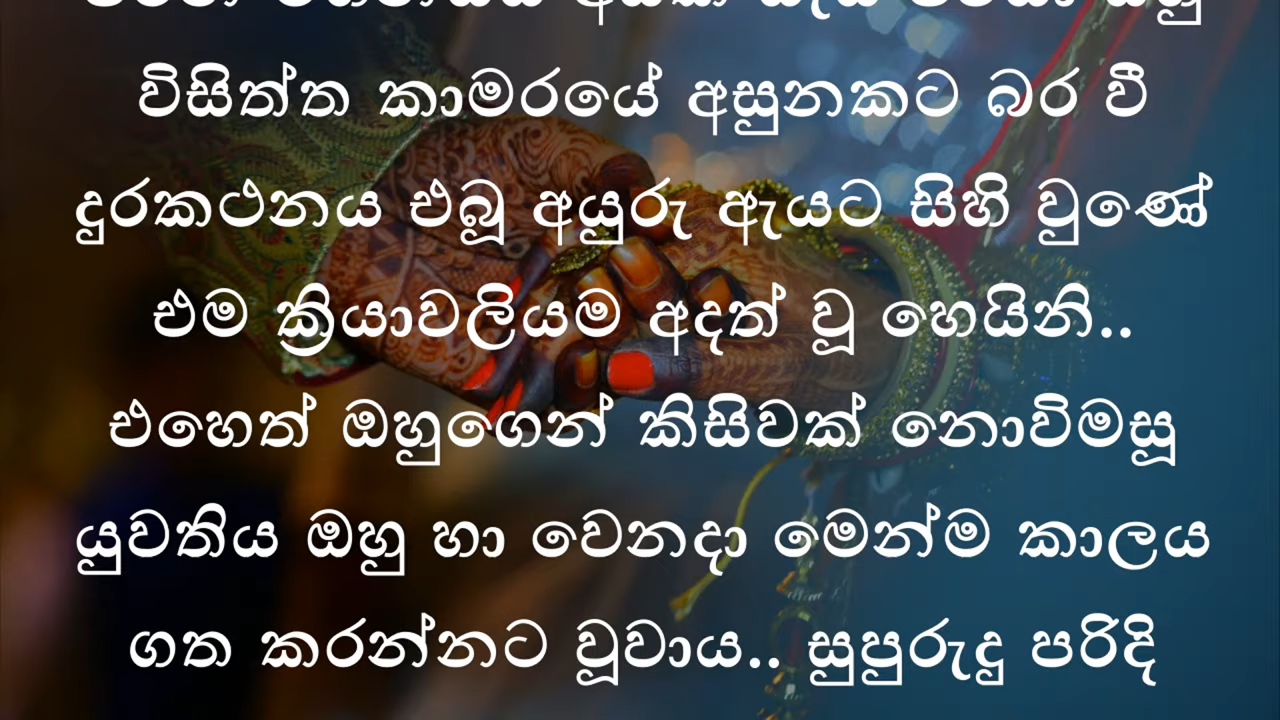 විසිත්ත කාමරයේ අසුනකට බර වී
දුරකථනය එබූ අයුරු ඇයට සිහි වුණේ
එම ක්‍රියාවලියම අදත් වූ හෙයිනි..
එහෙත් ඔහුගෙන් කිසිවක් නොවිමසූ
යුවතිය ඔහු හා වෙනදා මෙන්ම කාලය
ගත කරන්නට වූවාය.. සුපුරුදු පරිදි